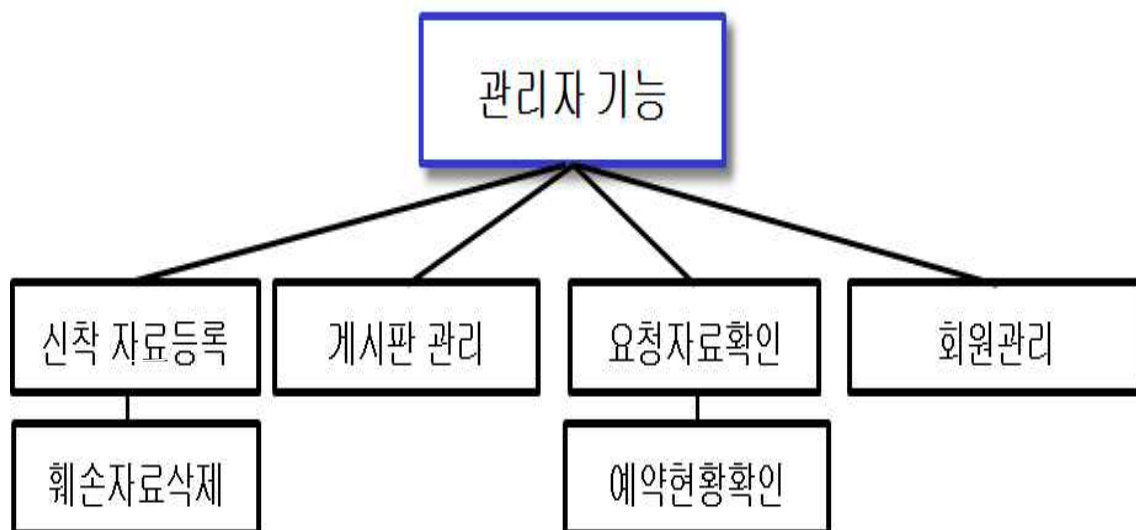 관리자 기능
신착 자료등록
게시판 관리
요청자료확인
회원관리
훼손자료삭제
예약현황확인